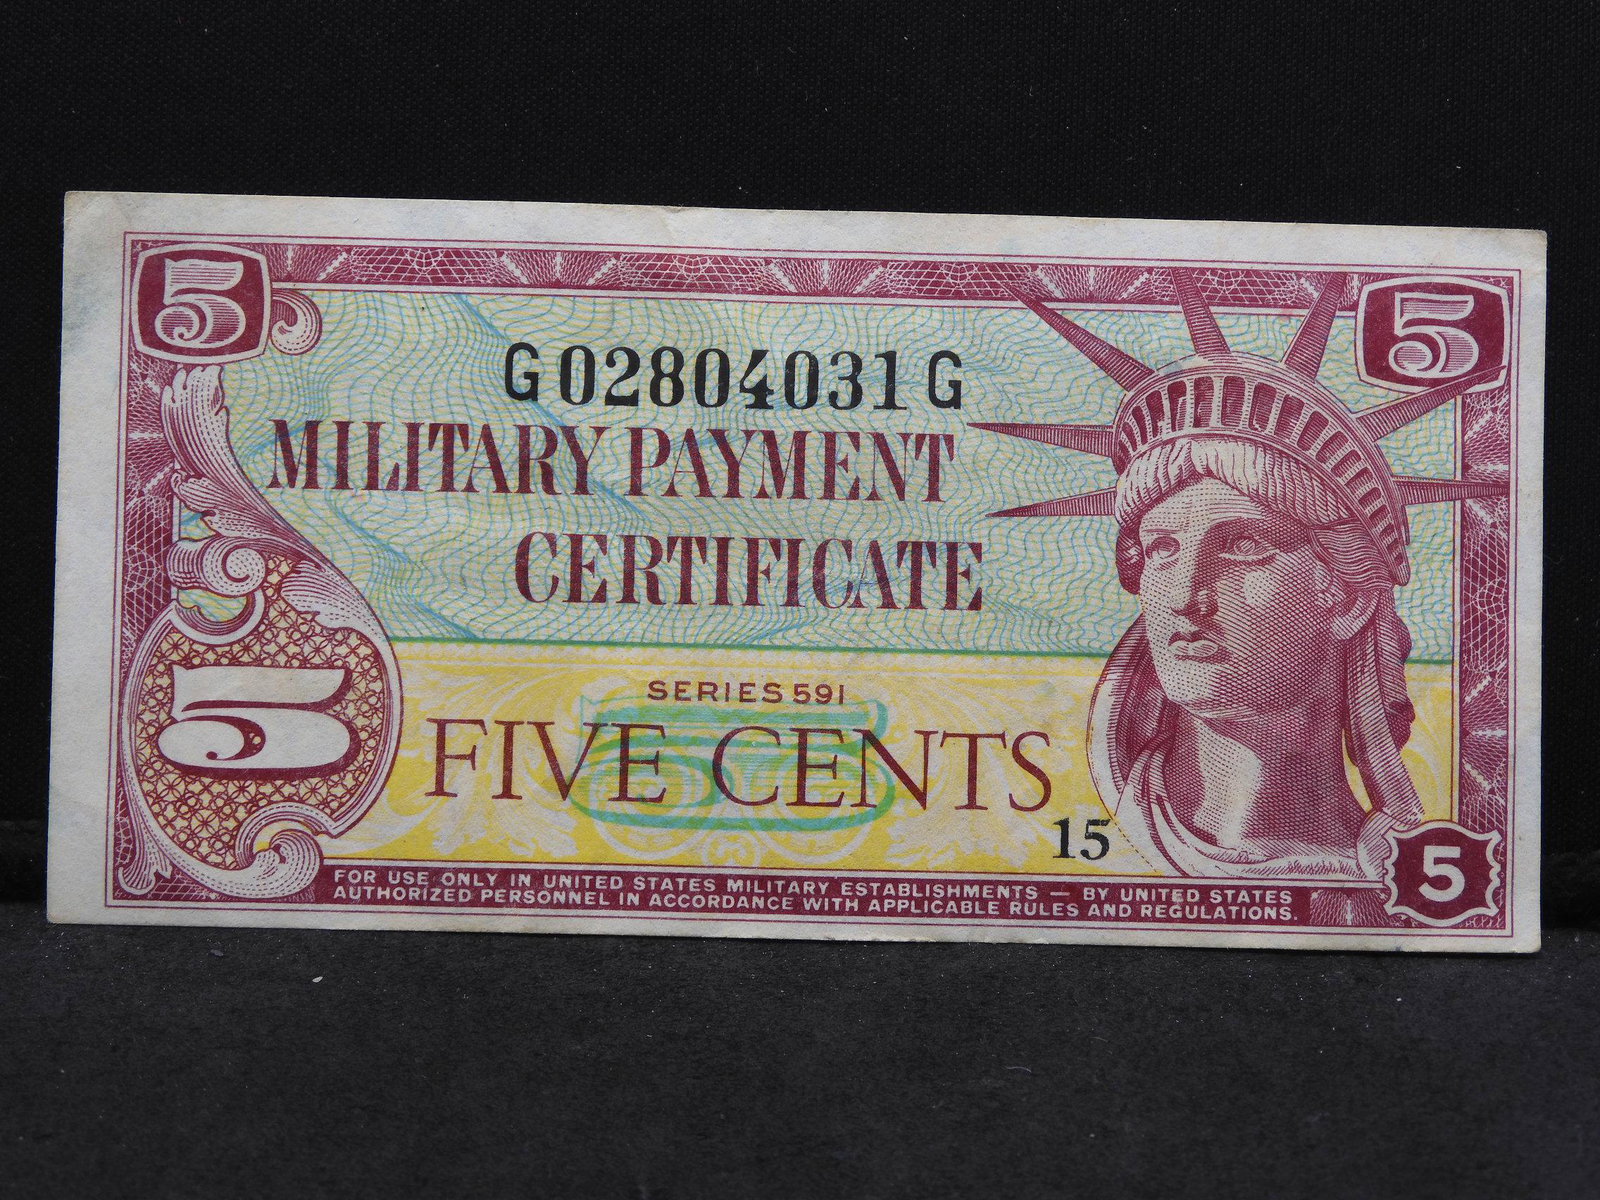 5 5
G02804031G
MILITARY PAYMENT
CERTIFICATE
SERIES 591
5 FIVE CENTS
15
FOR USE ONLY IN UNITED STATES MILITARY ESTABLISHMENTS — BY UNITED STATES
AUTHORIZED PERSONNEL IN ACCORDANCE WITH APPLICABLE RULES AND REGULATIONS.
5